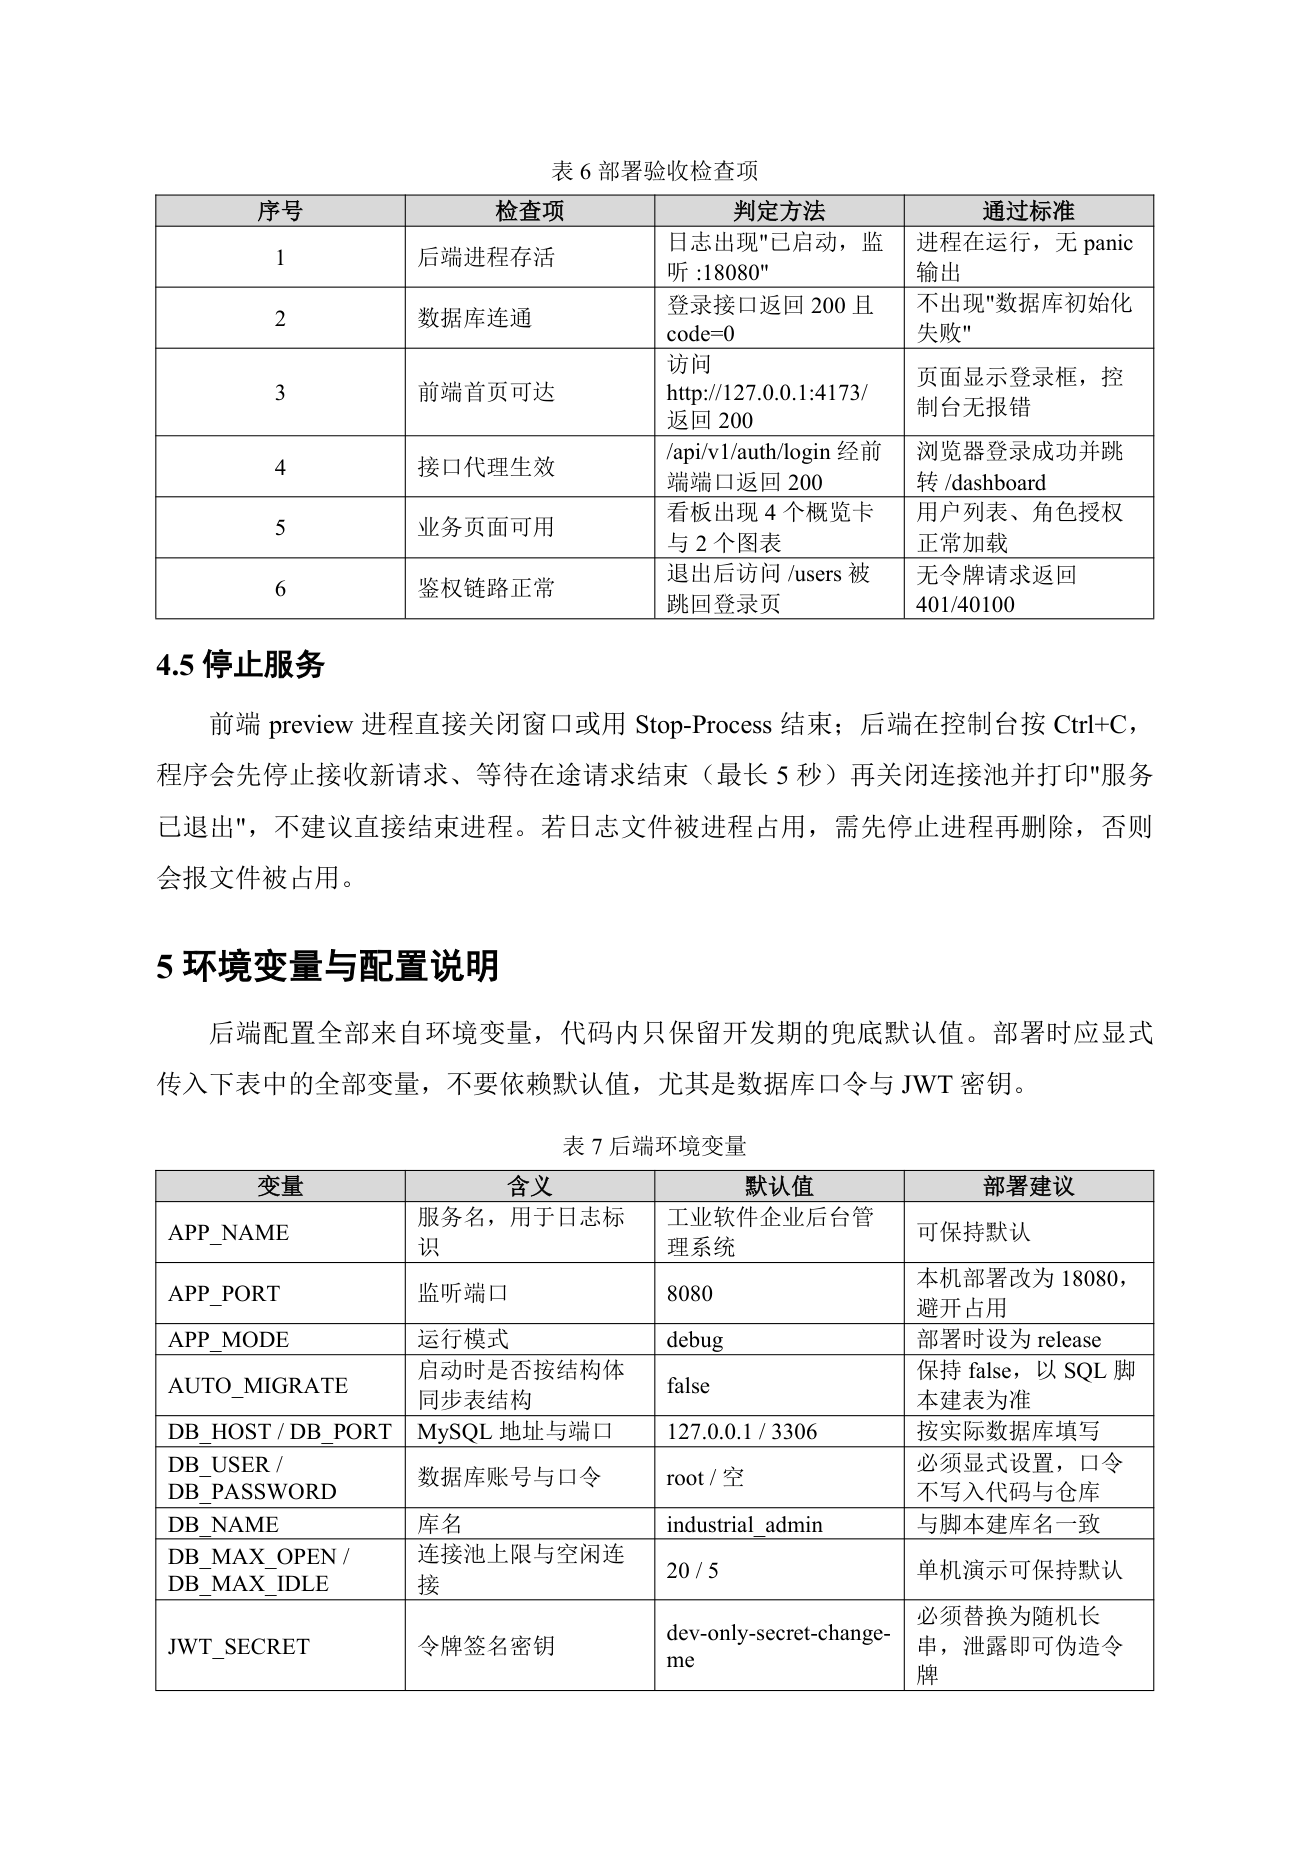 表 6 部署验收检查项
序号 检查项 判定方法 通过标准
1 后端进程存活 日志出现"已启动，监听 :18080" 进程在运行，无 panic 输出
2 数据库连通 登录接口返回 200 且 code=0 不出现"数据库初始化失败"
3 前端首页可达 访问 http://127.0.0.1:4173/ 返回 200 页面显示登录框，控制台无报错
4 接口代理生效 /api/v1/auth/login 经前端端口返回 200 浏览器登录成功并跳转 /dashboard
5 业务页面可用 看板出现 4 个概览卡与 2 个图表 用户列表、角色授权正常加载
6 鉴权链路正常 退出后访问 /users 被跳回登录页 无令牌请求返回 401/40100
4.5 停止服务
前端 preview 进程直接关闭窗口或用 Stop-Process 结束；后端在控制台按 Ctrl+C，
程序会先停止接收新请求、等待在途请求结束（最长 5 秒）再关闭连接池并打印"服务
已退出"，不建议直接结束进程。若日志文件被进程占用，需先停止进程再删除，否则
会报文件被占用。
5 环境变量与配置说明
后端配置全部来自环境变量，代码内只保留开发期的兜底默认值。部署时应显式
传入下表中的全部变量，不要依赖默认值，尤其是数据库口令与 JWT 密钥。
表 7 后端环境变量
变量 含义 默认值 部署建议
APP_NAME 服务名，用于日志标识 工业软件企业后台管理系统 可保持默认
APP_PORT 监听端口 8080 本机部署改为 18080，避开占用
APP_MODE 运行模式 debug 部署时设为 release
AUTO_MIGRATE 启动时是否按结构体同步表结构 false 保持 false，以 SQL 脚本建表为准
DB_HOST / DB_PORT MySQL 地址与端口 127.0.0.1 / 3306 按实际数据库填写
DB_USER / DB_PASSWORD 数据库账号与口令 root / 空 必须显式设置，口令不写入代码与仓库
DB_NAME 库名 industrial_admin 与脚本建库名一致
DB_MAX_OPEN / DB_MAX_IDLE 连接池上限与空闲连接 20 / 5 单机演示可保持默认
JWT_SECRET 令牌签名密钥 dev-only-secret-change-me 必须替换为随机长串，泄露即可伪造令牌